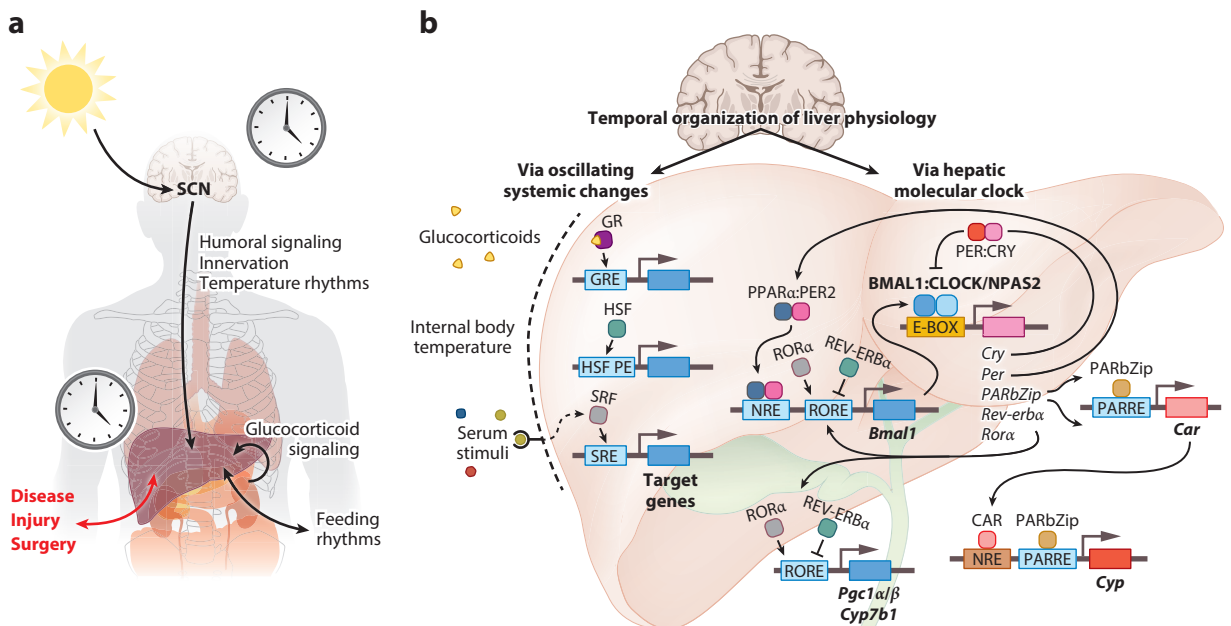 a
SCN
Humoral signaling
Innervation
Temperature rhythms
Glucocorticoid
signaling
Disease
Injury
Surgery
Feeding
rhythms
b
Temporal organization of liver physiology
Via oscillating
systemic changes
Via hepatic
molecular clock
Glucocorticoids
GR
GRE
Internal body
temperature
HSF
HSF PE
Serum
stimuli
SRF
SRE
Target
genes
PPARα:PER2
RORα
REV-ERBα
NRE
RORE
Bmal1
PER:CRY
BMAL1:CLOCK/NPAS2
E-BOX
Cry
Per
PARbZip
Rev-erbα
Rorα
PARbZip
PARRE
Car
RORα
REV-ERBα
RORE
Pgc1α/β
Cyp7b1
CAR
PARbZip
NRE
PARRE
Cyp